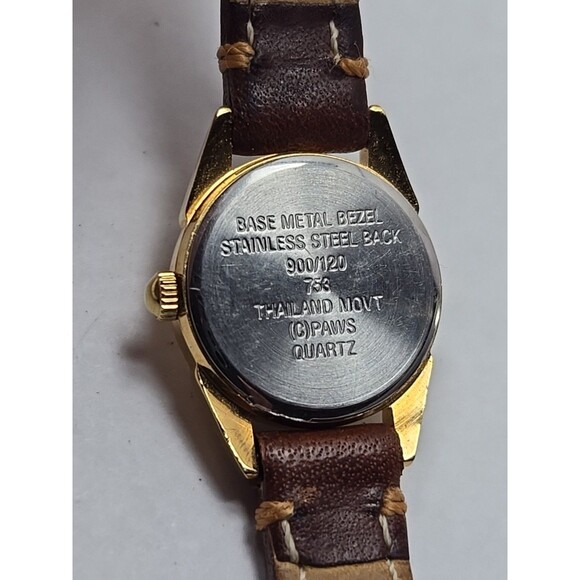 BASE METAL BEZEL
STAINLESS STEEL BACK
900/120
753
THAILAND MOVT
(C)PAWS
QUARTZ